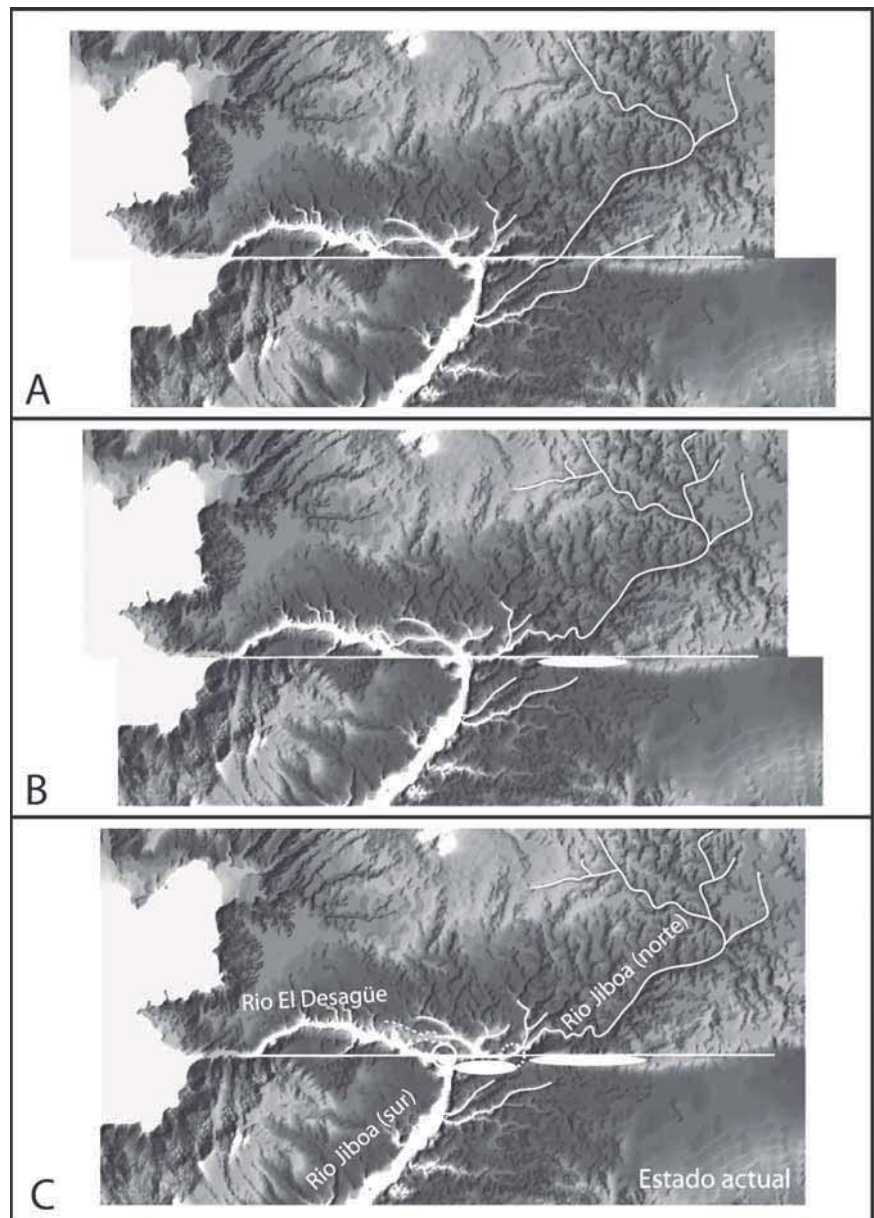 A
B
Rio El Desagüe
Rio Jiboa (norte)
Rio Jiboa (sur)
Estado actual
C